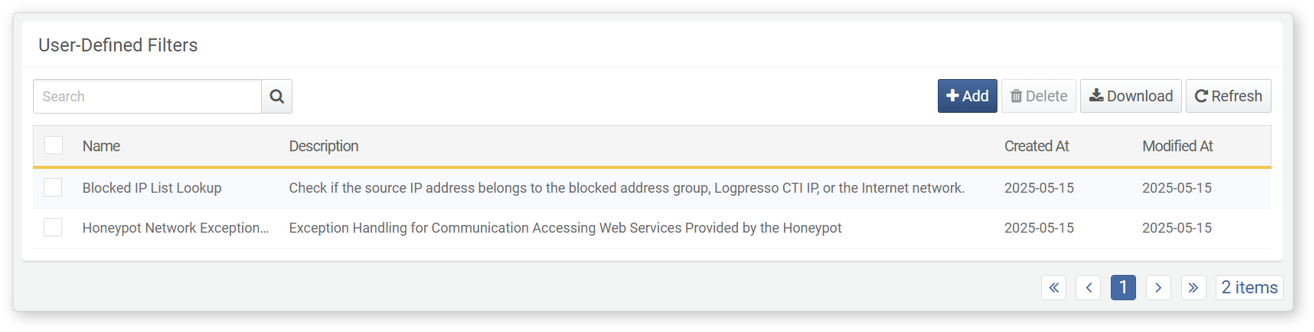 User-Defined Filters
Search
Add Delete Download Refresh
Name Description Created At Modified At
Blocked IP List Lookup Check if the source IP address belongs to the blocked address group, Logpresso CTI IP, or the Internet network. 2025-05-15 2025-05-15
Honeypot Network Exception... Exception Handling for Communication Accessing Web Services Provided by the Honeypot 2025-05-15 2025-05-15
« ‹ 1 › » 2 items